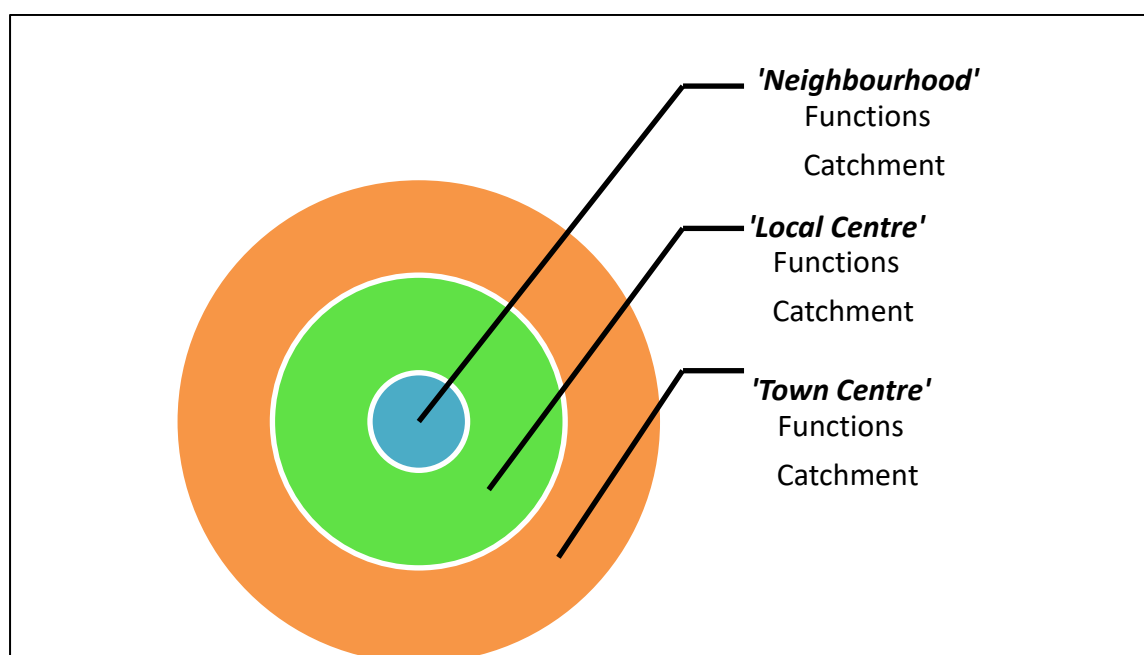 'Neighbourhood'
Functions
Catchment
'Local Centre'
Functions
Catchment
'Town Centre'
Functions
Catchment